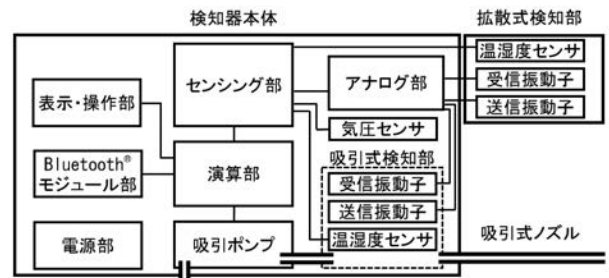 検知器本体
拡散式検知部
温湿度センサ
受信振動子
送信振動子
センシング部
アナログ部
表示・操作部
気圧センサ
吸引式検知部
Bluetooth®
モジュール部
演算部
受信振動子
送信振動子
温湿度センサ
電源部
吸引ポンプ
吸引式ノズル